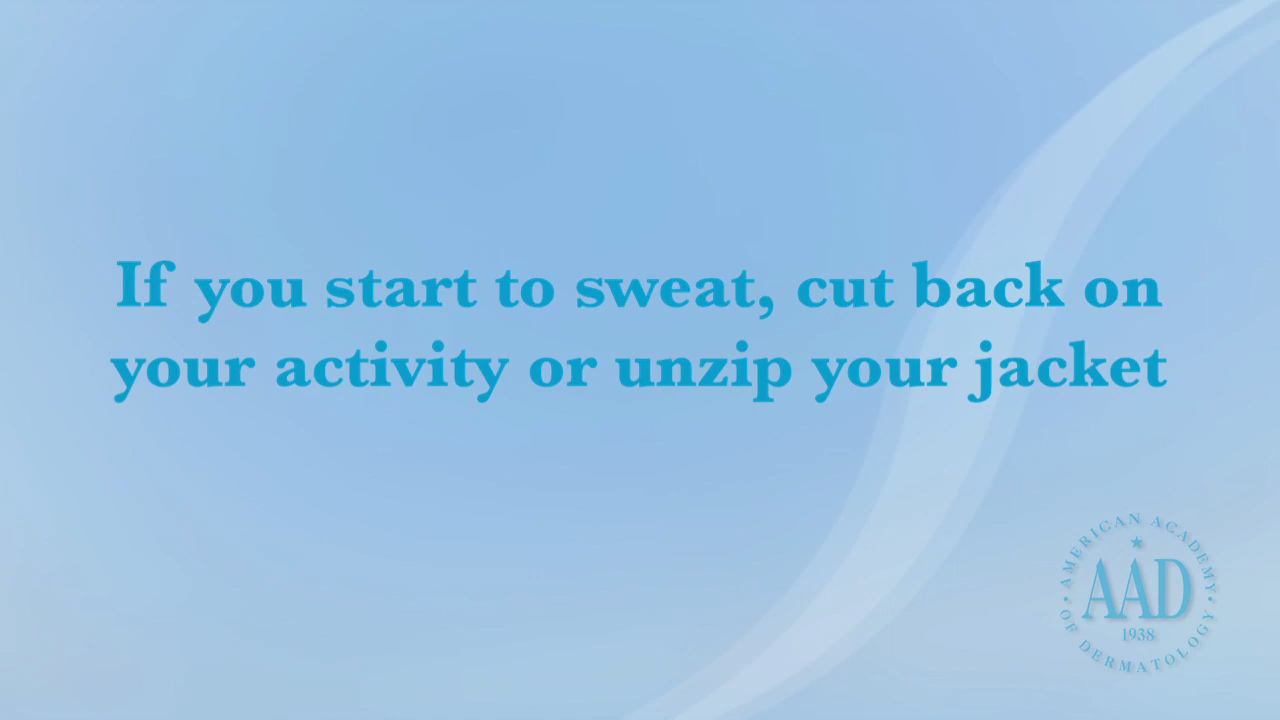 If you start to sweat, cut back on
your activity or unzip your jacket
AMERICAN ACADEMY
AAD
1938
OF DERMATOLOGY